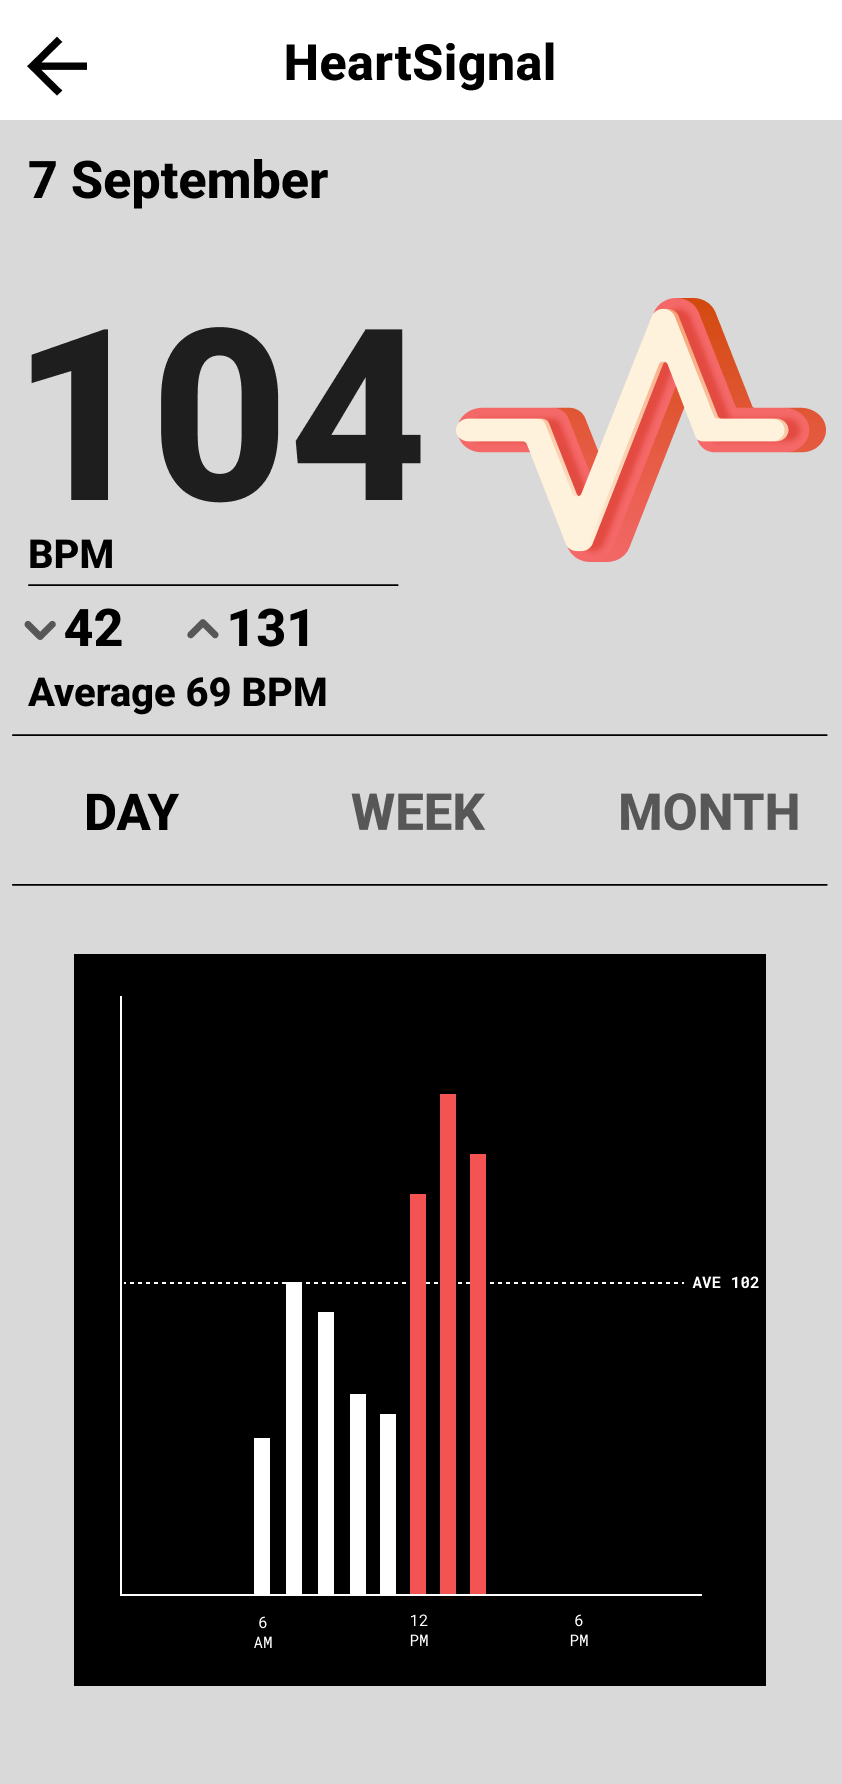 HeartSignal
7 September
104
BPM
42 131
Average 69 BPM
DAY WEEK MONTH
AVE 102
6 12 6
AM PM PM